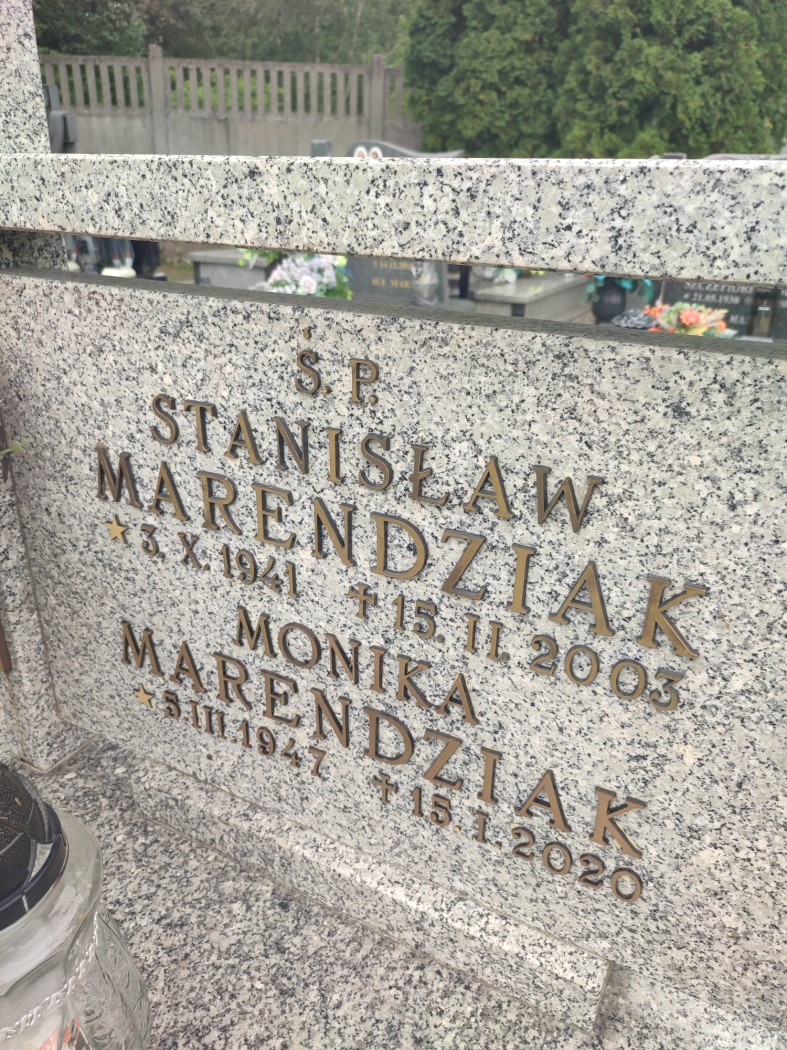 Ś. P.
STANISŁAW
MARENDZIAK
★ 3. X. 1941 ✝ 15. II. 2003
MONIKA
MARENDZIAK
★ 5.III.1947 ✝ 15.I.2020